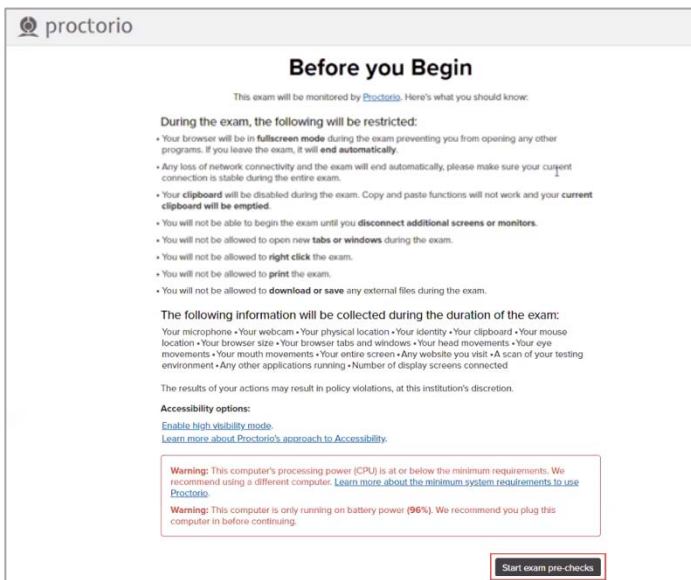 proctorio
Before you Begin
This exam will be monitored by Proctorio. Here's what you should know:
During the exam, the following will be restricted:
• Your browser will be in fullscreen mode during the exam preventing you from opening any other
programs. If you leave the exam, it will end automatically.
• Any loss of network connectivity and the exam will end automatically, please make sure your current
connection is stable during the entire exam.
• Your clipboard will be disabled during the exam. Copy and paste functions will not work and your current
clipboard will be emptied.
• You will not be able to begin the exam until you disconnect additional screens or monitors.
• You will not be allowed to open new tabs or windows during the exam.
• You will not be allowed to right click the exam.
• You will not be allowed to print the exam.
• You will not be allowed to download or save any external files during the exam.
The following information will be collected during the duration of the exam:
Your microphone • Your webcam • Your physical location • Your identity • Your clipboard • Your mouse
location • Your browser size • Your browser tabs and windows • Your head movements • Your eye
movements • Your mouth movements • Your entire screen • Any website you visit • A scan of your testing
environment • Any other applications running • Number of display screens connected
The results of your actions may result in policy violations, at this institution's discretion.
Accessibility options:
Enable high visibility mode.
Learn more about Proctorio's approach to Accessibility.
Warning: This computer's processing power (CPU) is at or below the minimum requirements. We
recommend using a different computer. Learn more about the minimum system requirements to use
Proctorio.
Warning: This computer is only running on battery power (96%). We recommend you plug this
computer in before continuing.
Start exam pre-checks